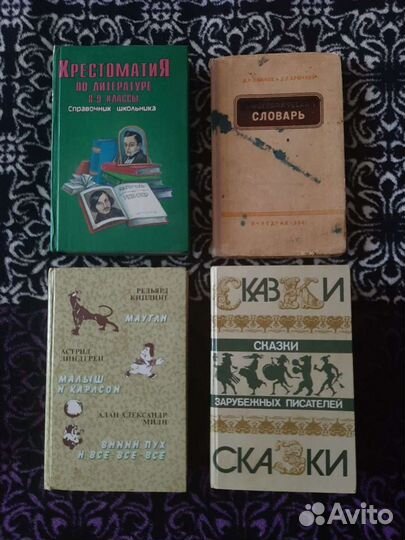 ХРЕСТОМАТИЯ
ПО ЛИТЕРАТУРЕ
8-9 КЛАССЫ
Справочник школьника
СЛОВАРЬ
РЕДЬЯРД
КИПЛИНГ
МАУГЛИ
АСТРИД
ЛИНДГРЕН
МАЛЫШ
И КАРЛСОН
АЛАН АЛЕКСАНДР
МИЛН
ВИННИ ПУХ
И ВСЕ-ВСЕ-ВСЕ
СКАЗКИ
СКАЗКИ
ЗАРУБЕЖНЫХ ПИСАТЕЛЕЙ
СКАЗКИ
Avito